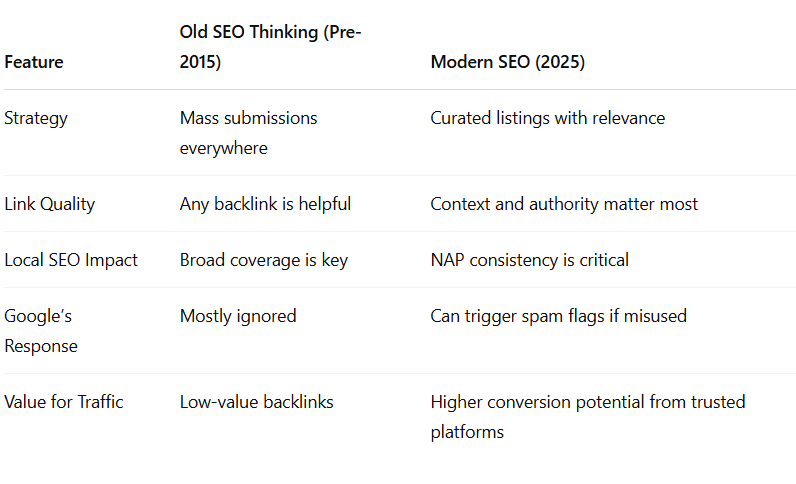 Feature
Old SEO Thinking (Pre-
2015)
Modern SEO (2025)
Strategy
Mass submissions
everywhere
Curated listings with relevance
Link Quality
Any backlink is helpful
Context and authority matter most
Local SEO Impact
Broad coverage is key
NAP consistency is critical
Google’s
Response
Mostly ignored
Can trigger spam flags if misused
Value for Traffic
Low-value backlinks
Higher conversion potential from trusted
platforms